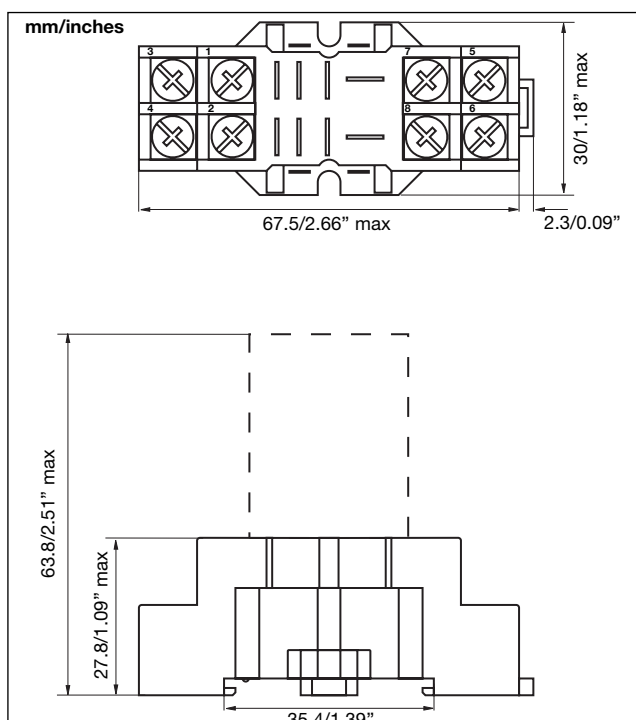 mm/inches
3 1 7 5
4 2 8 6
30/1.18” max
67.5/2.66” max
2.3/0.09”
63.8/2.51” max
27.8/1.09” max
35.4/1.39”